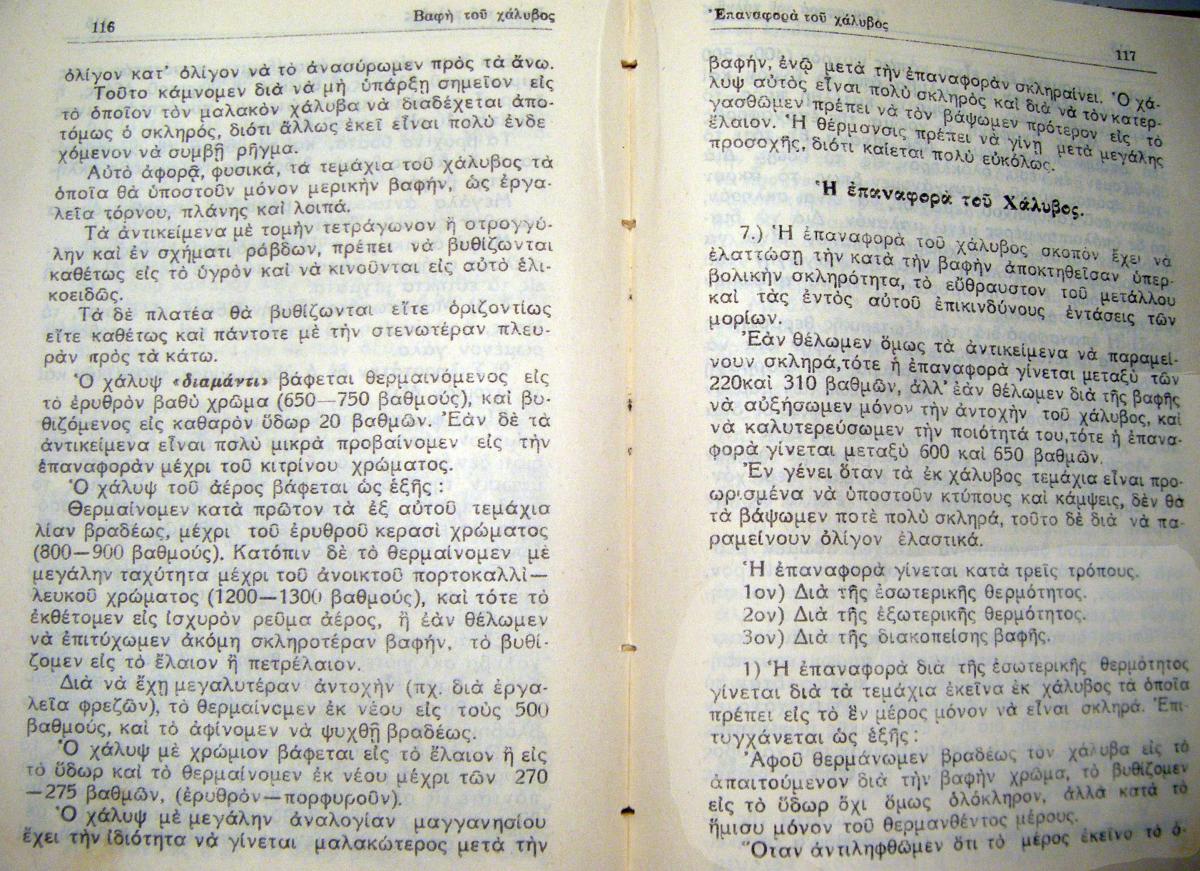 116
Βαφὴ τοῦ χάλυβος
ὀλίγον κατ’ ὀλίγον νὰ τὸ ἀνασύρωμεν πρὸς τὰ ἄνω.
Τοῦτο κάμνομεν διὰ νὰ μὴ ὑπάρξῃ σημεῖον εἰς
τὸ ὁποῖον τὸν μαλακὸν χάλυβα νὰ διαδέχεται ἀπο-
τόμως ὁ σκληρός, διότι ἄλλως ἐκεῖ εἶναι πολὺ ἐνδε
χόμενον νὰ συμβῇ ρῆγμα.
Αὐτὸ ἀφορᾷ, φυσικά, τὰ τεμάχια τοῦ χάλυβος τὰ
ὁποῖα θὰ ὑποστοῦν μόνον μερικὴν βαφήν, ὡς ἐργα-
λεῖα τόρνου, πλάνης καὶ λοιπά.
Τὰ ἀντικείμενα μὲ τομὴν τετράγωνον ἢ στρογγύ-
λην καὶ ἐν σχήματι ράβδων, πρέπει νὰ βυθίζωνται
καθέτως εἰς τὸ ὑγρὸν καὶ νὰ κινοῦνται εἰς αὐτὸ ἑλι-
κοειδῶς.
Τὰ δὲ πλατέα θὰ βυθίζωνται εἴτε ὁριζοντίως
εἴτε καθέτως καὶ πάντοτε μὲ τὴν στενωτέραν πλευ-
ρὰν πρὸς τὰ κάτω.
Ὁ χάλυψ «διαμάντι» βάφεται θερμαινόμενος εἰς
τὸ ἐρυθρὸν βαθὺ χρῶμα (650—750 βαθμούς), καὶ βυ-
θιζόμενος εἰς καθαρὸν ὕδωρ 20 βαθμῶν. Ἐὰν δὲ τὰ
ἀντικείμενα εἶναι πολὺ μικρὰ προβαίνομεν εἰς τὴν
ἐπαναφορὰν μέχρι τοῦ κιτρίνου χρώματος.
Ὁ χάλυψ τοῦ ἀέρος βάφεται ὡς ἑξῆς :
Θερμαίνομεν κατὰ πρῶτον τὰ ἐξ αὐτοῦ τεμάχια
λίαν βραδέως, μέχρι τοῦ ἐρυθροῦ κερασὶ χρώματος
(800—900 βαθμούς). Κατόπιν δὲ τὸ θερμαίνομεν μὲ
μεγάλην ταχύτητα μέχρι τοῦ ἀνοικτοῦ πορτοκαλλὶ—
λευκοῦ χρώματος (1200—1300 βαθμούς), καὶ τότε τὸ
ἐκθέτομεν εἰς ἰσχυρὸν ρεῦμα ἀέρος, ἢ ἐὰν θέλωμεν
νὰ ἐπιτύχωμεν ἀκόμη σκληροτέραν βαφήν, τὸ βυθί-
ζομεν εἰς τὸ ἔλαιον ἢ πετρέλαιον.
Διὰ νὰ ἔχῃ μεγαλυτέραν ἀντοχὴν (πχ. διὰ ἐργα-
λεῖα φρεζῶν), τὸ θερμαίνομεν ἐκ νέου εἰς τοὺς 500
βαθμούς, καὶ τὸ ἀφίνομεν νὰ ψυχθῇ βραδέως.
Ὁ χάλυψ μὲ χρώμιον βάφεται εἰς τὸ ἔλαιον ἢ εἰς
τὸ ὕδωρ καὶ τὸ θερμαίνομεν ἐκ νέου μέχρι τῶν 270
—275 βαθμῶν, (ἐρυθρὸν—πορφυροῦν).
Ὁ χάλυψ μὲ μεγάλην ἀναλογίαν μαγγανησίου
ἔχει τὴν ἰδιότητα νὰ γίνεται μαλακώτερος μετὰ τὴν
Ἐπαναφορὰ τοῦ χάλυβος
117
βαφήν, ἐνῷ μετὰ τὴν ἐπαναφορὰν σκληραίνει. Ὁ χά-
λυψ αὐτὸς εἶναι πολὺ σκληρὸς καὶ διὰ νὰ τὸν κατερ-
γασθῶμεν πρέπει νὰ τὸν βάψωμεν πρότερον εἰς τὸ
ἔλαιον. Ἡ θέρμανσις πρέπει νὰ γίνῃ μετὰ μεγάλης
προσοχῆς, διότι καίεται πολὺ εὐκόλως.
Ἡ ἐπαναφορὰ τοῦ Χάλυβος.
7.) Ἡ ἐπαναφορὰ τοῦ χάλυβος σκοπὸν ἔχει νὰ
ἐλαττώσῃ τὴν κατὰ τὴν βαφὴν ἀποκτηθεῖσαν ὑπερ-
βολικὴν σκληρότητα, τὸ εὔθραυστον τοῦ μετάλλου
καὶ τὰς ἐντὸς αὐτοῦ ἐπικινδύνους ἐντάσεις τῶν
μορίων.
Ἐὰν θέλωμεν ὅμως τὰ ἀντικείμενα νὰ παραμεί-
νουν σκληρά,τότε ἡ ἐπαναφορὰ γίνεται μεταξὺ τῶν
220καὶ 310 βαθμῶν, ἀλλ’ ἐὰν θέλωμεν διὰ τῆς βαφῆς
νὰ αὐξήσωμεν μόνον τὴν ἀντοχὴν τοῦ χάλυβος, καὶ
νὰ καλυτερεύσωμεν τὴν ποιότητά του,τότε ἡ ἐπανα-
φορὰ γίνεται μεταξὺ 600 καὶ 650 βαθμῶν.
Ἐν γένει ὅταν τὰ ἐκ χάλυβος τεμάχια εἶναι προ-
ωρισμένα νὰ ὑποστοῦν κτύπους καὶ κάμψεις, δὲν θὰ
τὰ βάψωμεν ποτὲ πολὺ σκληρά, τοῦτο δὲ διὰ νὰ πα-
ραμείνουν ὀλίγον ἐλαστικά.
Ἡ ἐπαναφορὰ γίνεται κατὰ τρεῖς τρόπους.
1ον) Διὰ τῆς ἐσωτερικῆς θερμότητος.
2ον) Διὰ τῆς ἐξωτερικῆς θερμότητος.
3ον) Διὰ τῆς διακοπείσης βαφῆς.
1) Ἡ ἐπαναφορὰ διὰ τῆς ἐσωτερικῆς θερμότητος
γίνεται διὰ τὰ τεμάχια ἐκεῖνα ἐκ χάλυβος τὰ ὁποῖα
πρέπει εἰς τὸ ἓν μέρος μόνον νὰ εἶναι σκληρά. Ἐπι-
τυγχάνεται ὡς ἑξῆς :
Ἀφοῦ θερμάνωμεν βραδέως τὸν χάλυβα εἰς τὸ
ἀπαιτούμενον διὰ τὴν βαφὴν χρῶμα, τὸ βυθίζομεν
εἰς τὸ ὕδωρ ὄχι ὅμως ὁλόκληρον, ἀλλὰ κατὰ τὸ
ἥμισυ μόνον τοῦ θερμανθέντος μέρους.
Ὅταν ἀντιληφθῶμεν ὅτι τὸ μέρος ἐκεῖνο τὸ ὁ-